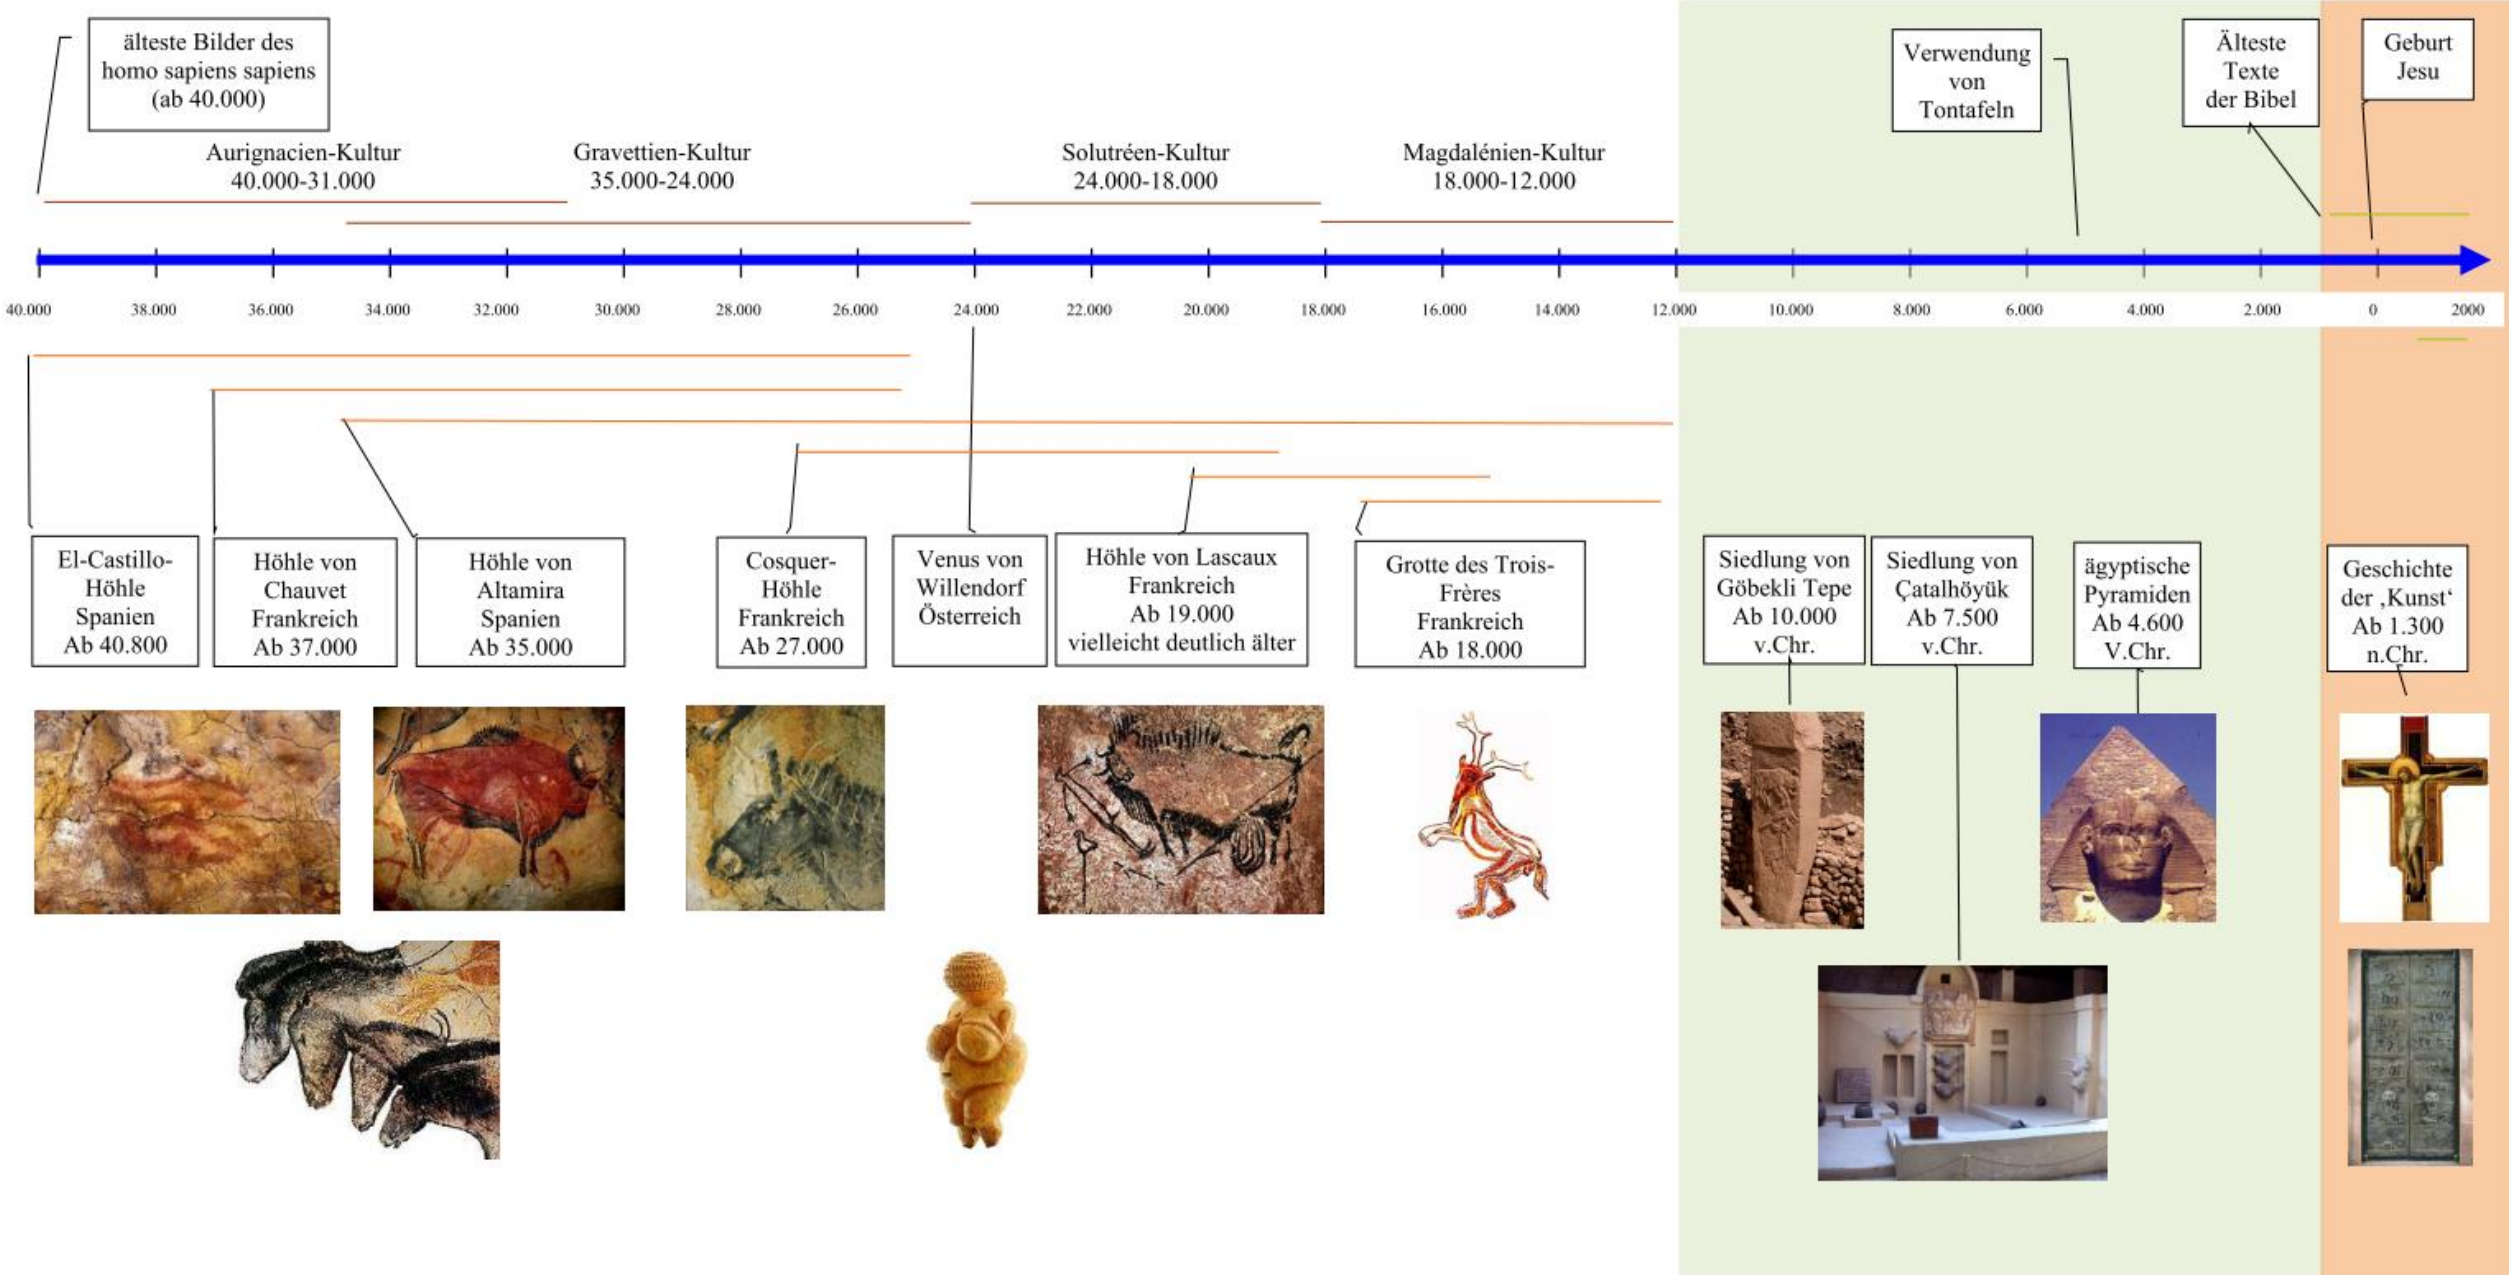 älteste Bilder des
homo sapiens sapiens
(ab 40.000)
Verwendung
von
Tontafeln
Älteste
Texte
der Bibel
Geburt
Jesu
Aurignacien-Kultur
40.000-31.000
Gravettien-Kultur
35.000-24.000
Solutréen-Kultur
24.000-18.000
Magdalénien-Kultur
18.000-12.000
40.000 38.000 36.000 34.000 32.000 30.000 28.000 26.000 24.000 22.000 20.000 18.000 16.000 14.000 12.000 10.000 8.000 6.000 4.000 2.000 0 2000
El-Castillo-
Höhle
Spanien
Ab 40.800
Höhle von
Chauvet
Frankreich
Ab 37.000
Höhle von
Altamira
Spanien
Ab 35.000
Cosquer-
Höhle
Frankreich
Ab 27.000
Venus von
Willendorf
Österreich
Höhle von Lascaux
Frankreich
Ab 19.000
vielleicht deutlich älter
Grotte des Trois-
Frères
Frankreich
Ab 18.000
Siedlung von
Göbekli Tepe
Ab 10.000
v.Chr.
Siedlung von
Çatalhöyük
Ab 7.500
v.Chr.
ägyptische
Pyramiden
Ab 4.600
V.Chr.
Geschichte
der ‚Kunst‘
Ab 1.300
n.Chr.